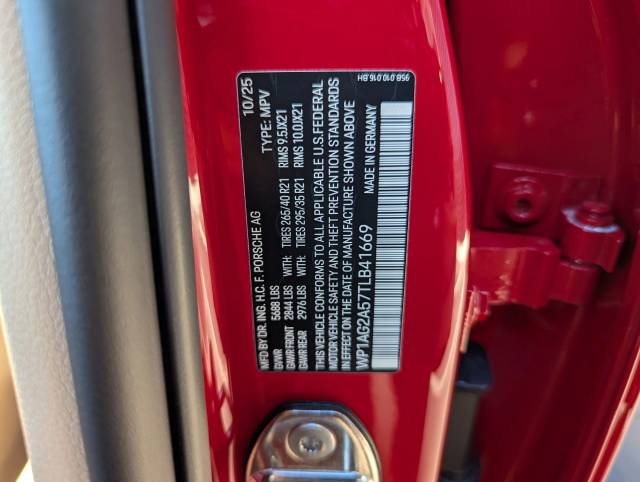 MFD BY DR. ING. H.C. F. PORSCHE AG 10/25
GVWR 5688 LBS TYPE: MPV
GAWR FRONT 2844 LBS WITH: TIRES 265/40 R21 RIMS 9.5JX21
GAWR REAR 2976 LBS WITH: TIRES 295/35 R21 RIMS 10.0JX21
THIS VEHICLE CONFORMS TO ALL APPLICABLE U.S. FEDERAL
MOTOR VEHICLE SAFETY AND THEFT PREVENTION STANDARDS
IN EFFECT ON THE DATE OF MANUFACTURE SHOWN ABOVE
WP1AG2A57TLB41669 MADE IN GERMANY
95B.010.016.BH